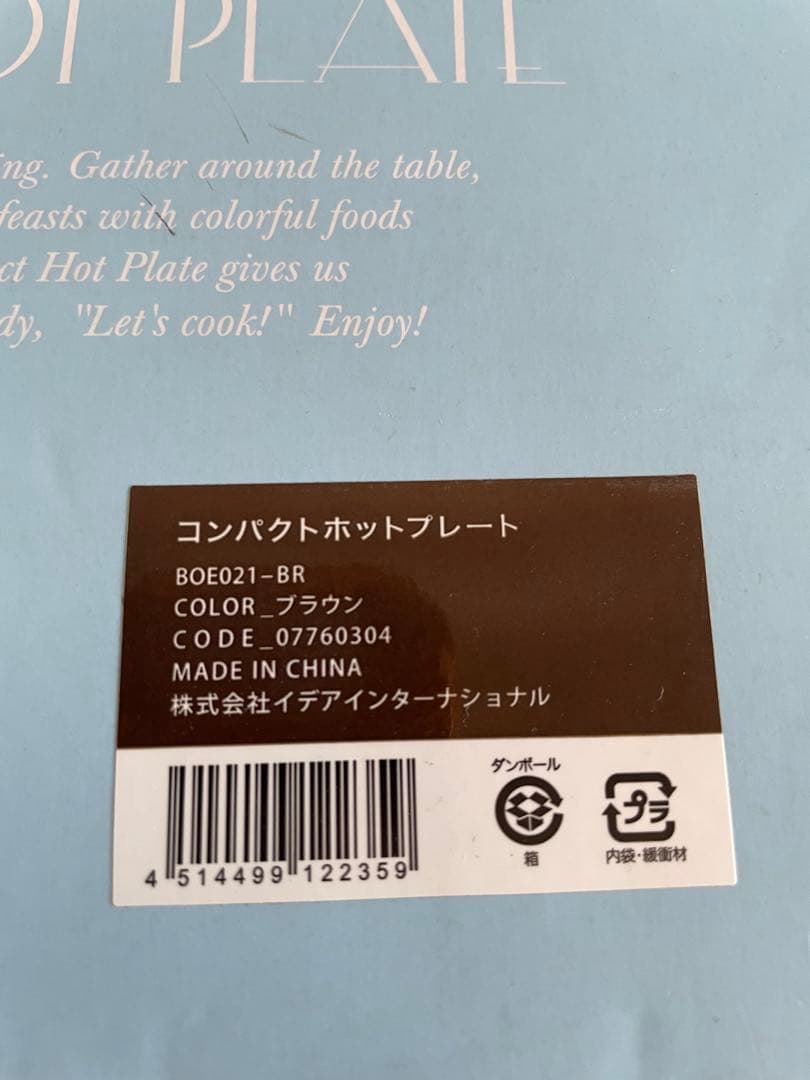 PLATE
Gather around the table,
feasts with colorful foods
Hot Plate gives us
"Let's cook!" Enjoy!
コンパクトホットプレート
BOE021-BR
COLOR_ブラウン
CODE_07760304
MADE IN CHINA
株式会社イデアインターナショナル
ダンボール
箱
プラ
内袋・緩衝材
4 514499 122359